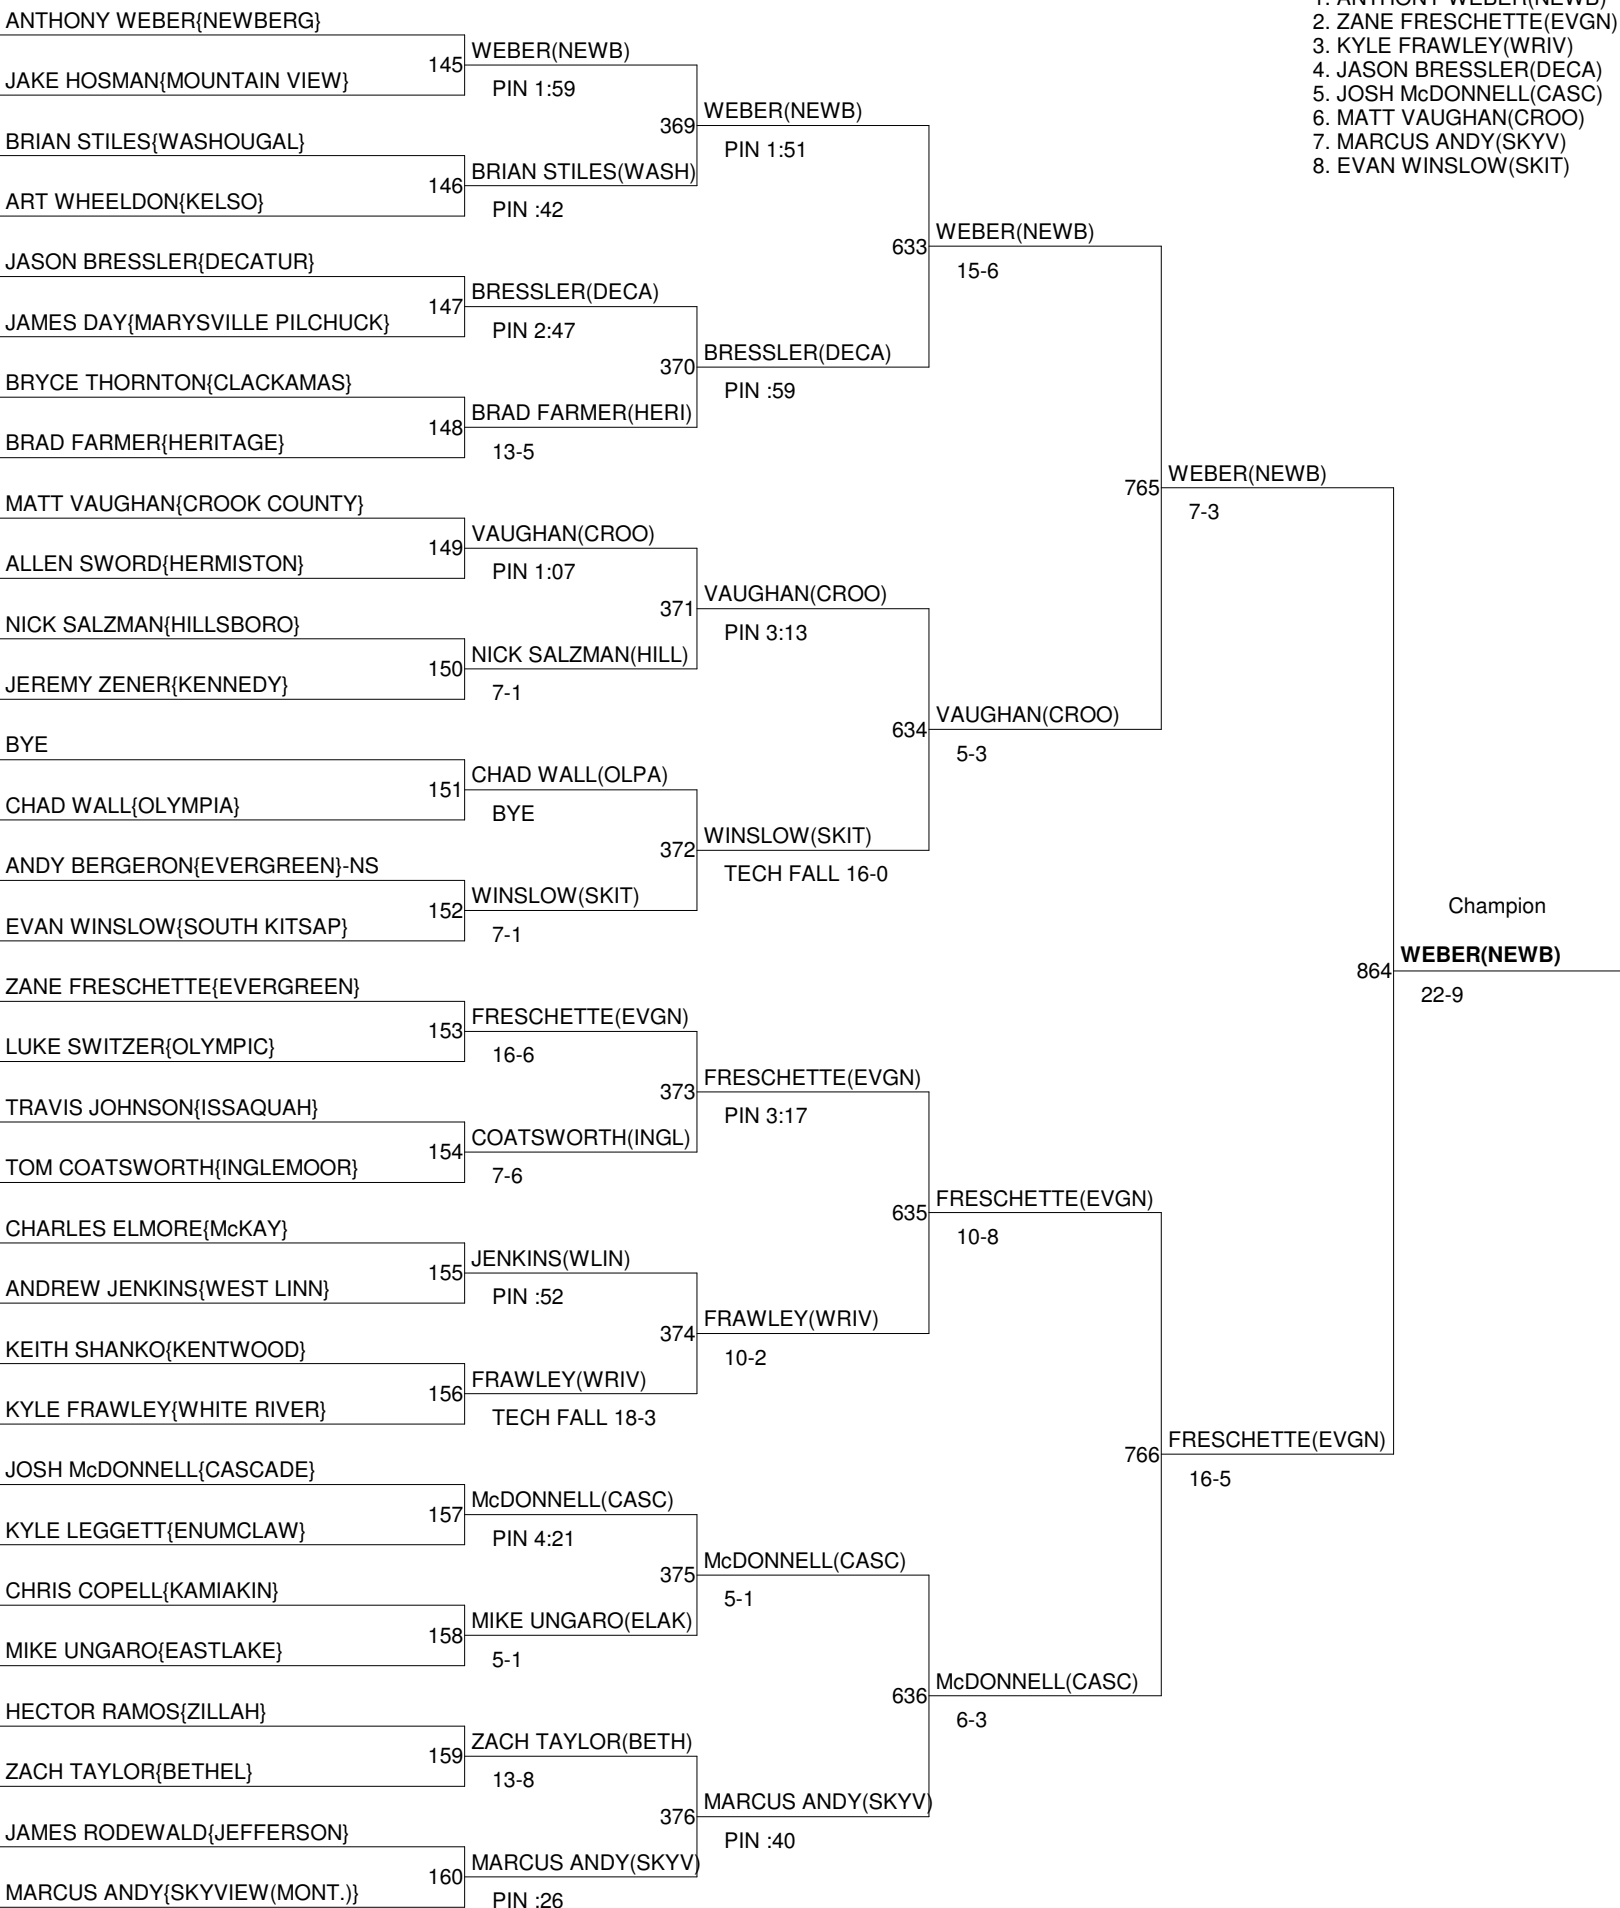 1. ANTHONY WEBER(NEWB)
2. ZANE FRESCHETTE(EVGN)
3. KYLE FRAWLEY(WRIV)
4. JASON BRESSLER(DECA)
5. JOSH McDONNELL(CASC)
6. MATT VAUGHAN(CROO)
7. MARCUS ANDY(SKYV)
8. EVAN WINSLOW(SKIT)
ANTHONY WEBER{NEWBERG}
JAKE HOSMAN{MOUNTAIN VIEW}
BRIAN STILES{WASHOUGAL}
ART WHEELDON{KELSO}
JASON BRESSLER{DECATUR}
JAMES DAY{MARYSVILLE PILCHUCK}
BRYCE THORNTON{CLACKAMAS}
BRAD FARMER{HERITAGE}
MATT VAUGHAN{CROOK COUNTY}
ALLEN SWORD{HERMISTON}
NICK SALZMAN{HILLSBORO}
JEREMY ZENER{KENNEDY}
BYE
CHAD WALL{OLYMPIA}
ANDY BERGERON{EVERGREEN}-NS
EVAN WINSLOW{SOUTH KITSAP}
ZANE FRESCHETTE{EVERGREEN}
LUKE SWITZER{OLYMPIC}
TRAVIS JOHNSON{ISSAQUAH}
TOM COATSWORTH{INGLEMOOR}
CHARLES ELMORE{McKAY}
ANDREW JENKINS{WEST LINN}
KEITH SHANKO{KENTWOOD}
KYLE FRAWLEY{WHITE RIVER}
JOSH McDONNELL{CASCADE}
KYLE LEGGETT{ENUMCLAW}
CHRIS COPELL{KAMIAKIN}
MIKE UNGARO{EASTLAKE}
HECTOR RAMOS{ZILLAH}
ZACH TAYLOR{BETHEL}
JAMES RODEWALD{JEFFERSON}
MARCUS ANDY{SKYVIEW(MONT.)}
145 WEBER(NEWB)
PIN 1:59
146 BRIAN STILES(WASH)
PIN :42
147 BRESSLER(DECA)
PIN 2:47
148 BRAD FARMER(HERI)
13-5
149 VAUGHAN(CROO)
PIN 1:07
150 NICK SALZMAN(HILL)
7-1
151 CHAD WALL(OLPA)
BYE
152 WINSLOW(SKIT)
7-1
153 FRESCHETTE(EVGN)
16-6
154 COATSWORTH(INGL)
7-6
155 JENKINS(WLIN)
PIN :52
156 FRAWLEY(WRIV)
TECH FALL 18-3
157 McDONNELL(CASC)
PIN 4:21
158 MIKE UNGARO(ELAK)
5-1
159 ZACH TAYLOR(BETH)
13-8
160 MARCUS ANDY(SKYV)
PIN :26
369 WEBER(NEWB)
PIN 1:51
370 BRESSLER(DECA)
PIN :59
371 VAUGHAN(CROO)
PIN 3:13
372 WINSLOW(SKIT)
TECH FALL 16-0
373 FRESCHETTE(EVGN)
PIN 3:17
374 FRAWLEY(WRIV)
10-2
375 McDONNELL(CASC)
5-1
376 MARCUS ANDY(SKYV)
PIN :40
633 WEBER(NEWB)
15-6
634 VAUGHAN(CROO)
5-3
635 FRESCHETTE(EVGN)
10-8
636 McDONNELL(CASC)
6-3
765 WEBER(NEWB)
7-3
766 FRESCHETTE(EVGN)
16-5
Champion
864 WEBER(NEWB)
22-9